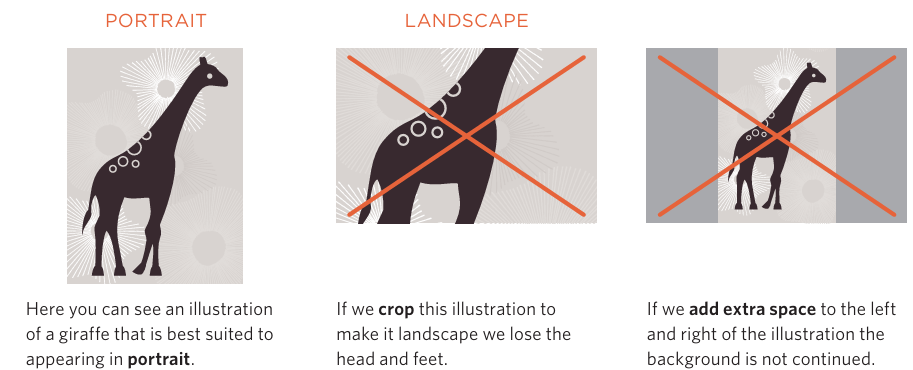 PORTRAIT
LANDSCAPE
Here you can see an illustration
of a giraffe that is best suited to
appearing in portrait.
If we crop this illustration to
make it landscape we lose the
head and feet.
If we add extra space to the left
and right of the illustration the
background is not continued.